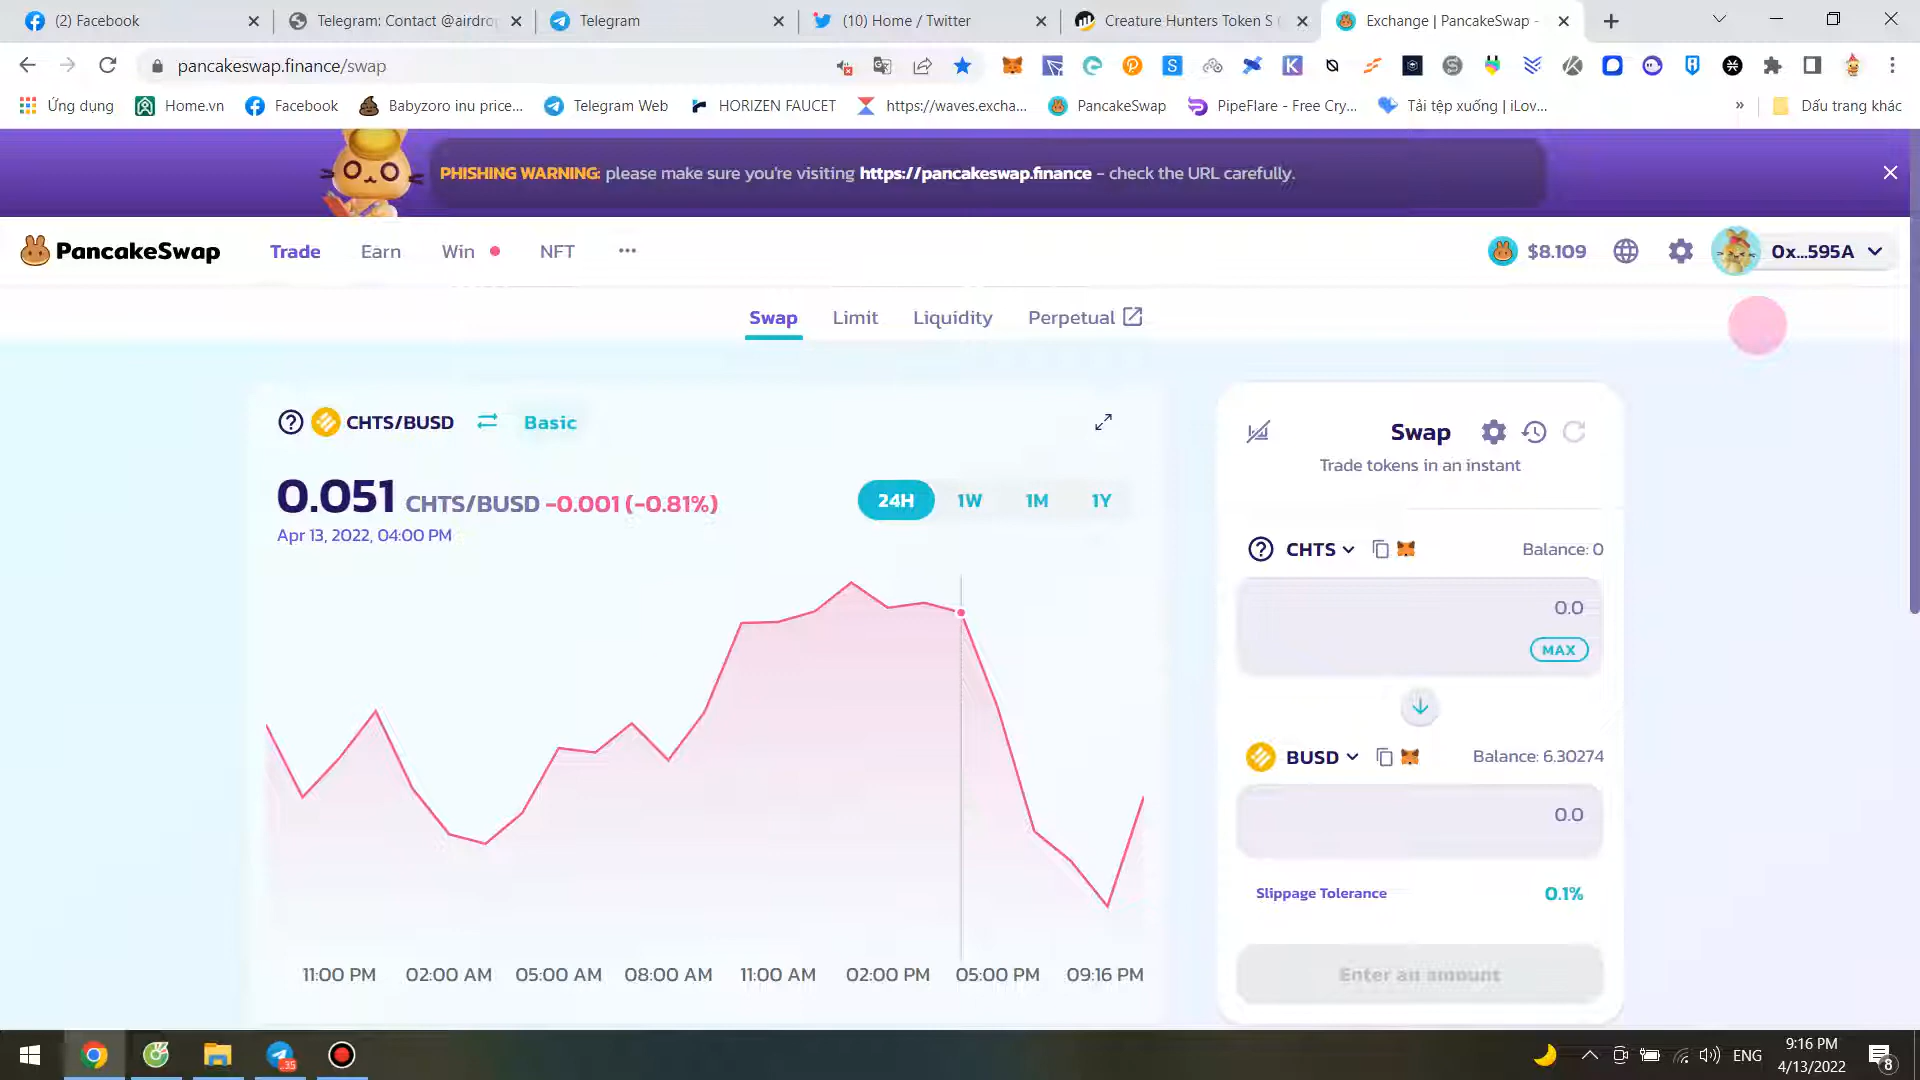 (2) Facebook
Telegram: Contact @airdrop
Telegram
(10) Home / Twitter
Creature Hunters Token S
Exchange | PancakeSwap -
pancakeswap.finance/swap
Ứng dụng
Home.vn
Facebook
Babyzoro inu price...
Telegram Web
HORIZEN FAUCET
https://waves.excha...
PancakeSwap
PipeFlare - Free Cry...
Tải tệp xuống | iLov...
»
Dấu trang khác
PHISHING WARNING: please make sure you're visiting https://pancakeswap.finance - check the URL carefully.
PancakeSwap
Trade
Earn
Win
NFT
$8.109
0x...595A
Swap
Limit
Liquidity
Perpetual
CHTS/BUSD
Basic
0.051 CHTS/BUSD -0.001 (-0.81%)
Apr 13, 2022, 04:00 PM
24H
1W
1M
1Y
11:00 PM
02:00 AM
05:00 AM
08:00 AM
11:00 AM
02:00 PM
05:00 PM
09:16 PM
Swap
Trade tokens in an instant
CHTS
Balance: 0
0.0
MAX
BUSD
Balance: 6.30274
0.0
Slippage Tolerance
0.1%
Enter an amount
35
ENG
9:16 PM
4/13/2022
8